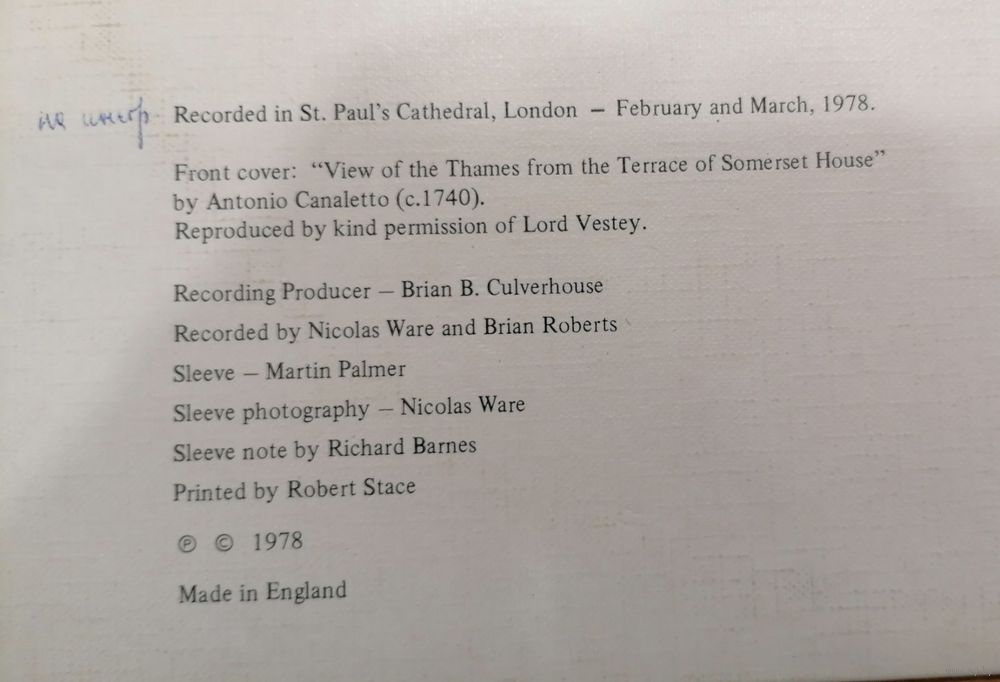 Recorded in St. Paul's Cathedral, London – February and March, 1978.
Front cover: “View of the Thames from the Terrace of Somerset House”
by Antonio Canaletto (c.1740).
Reproduced by kind permission of Lord Vestey.
Recording Producer – Brian B. Culverhouse
Recorded by Nicolas Ware and Brian Roberts
Sleeve – Martin Palmer
Sleeve photography – Nicolas Ware
Sleeve note by Richard Barnes
Printed by Robert Stace
℗ © 1978
Made in England